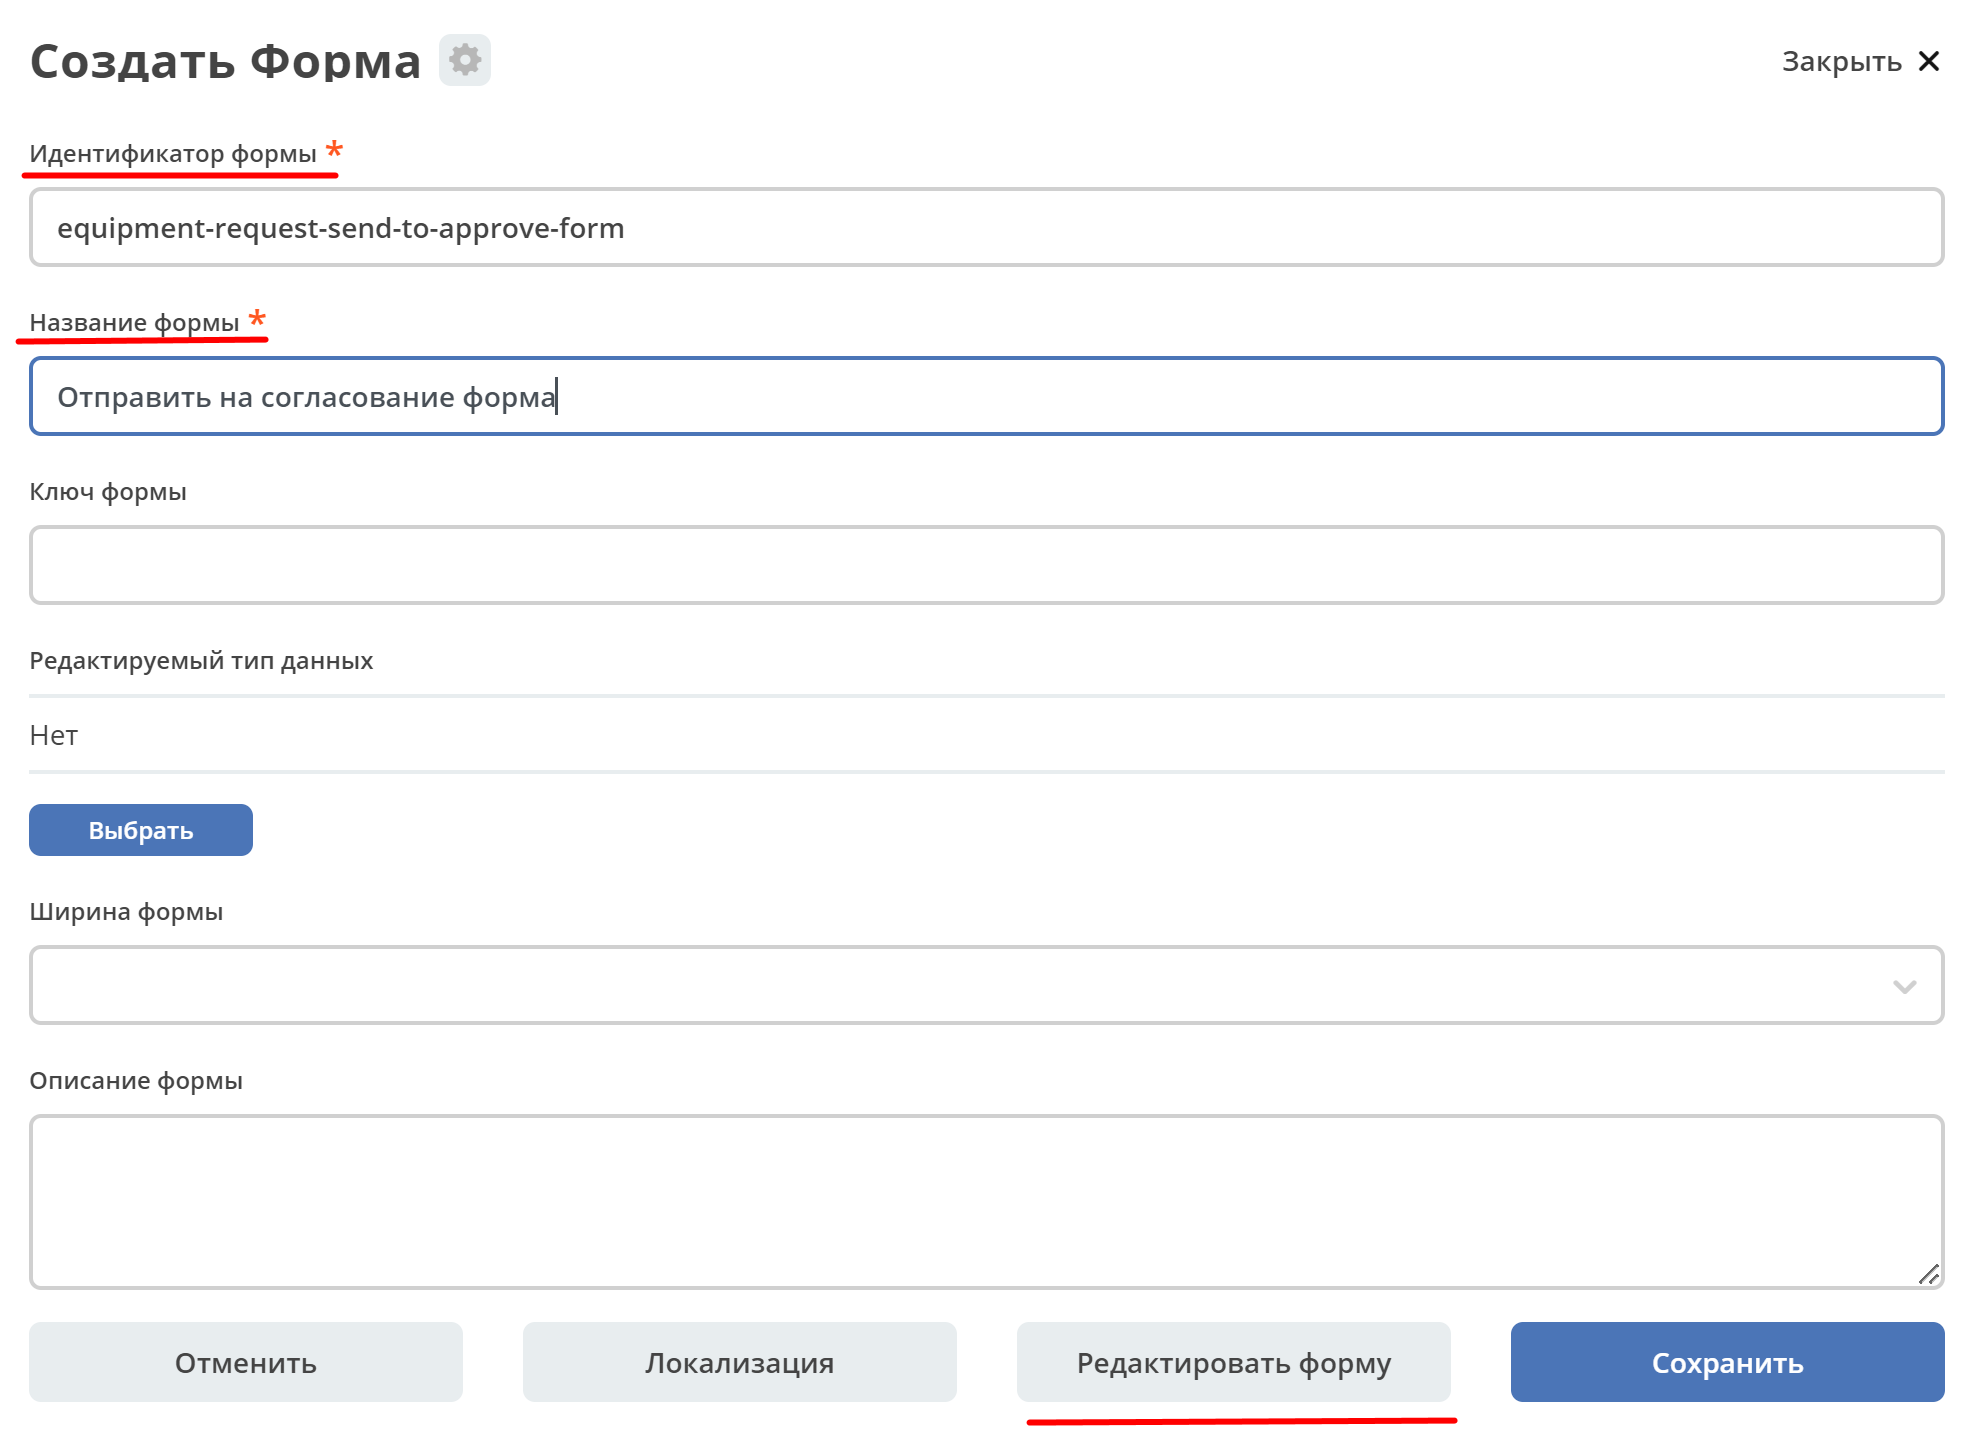 Создать Форма
Закрыть
Идентификатор формы *
equipment-request-send-to-approve-form
Название формы *
Отправить на согласование форма
Ключ формы
Редактируемый тип данных
Нет
Выбрать
Ширина формы
Описание формы
Отменить
Локализация
Редактировать форму
Сохранить